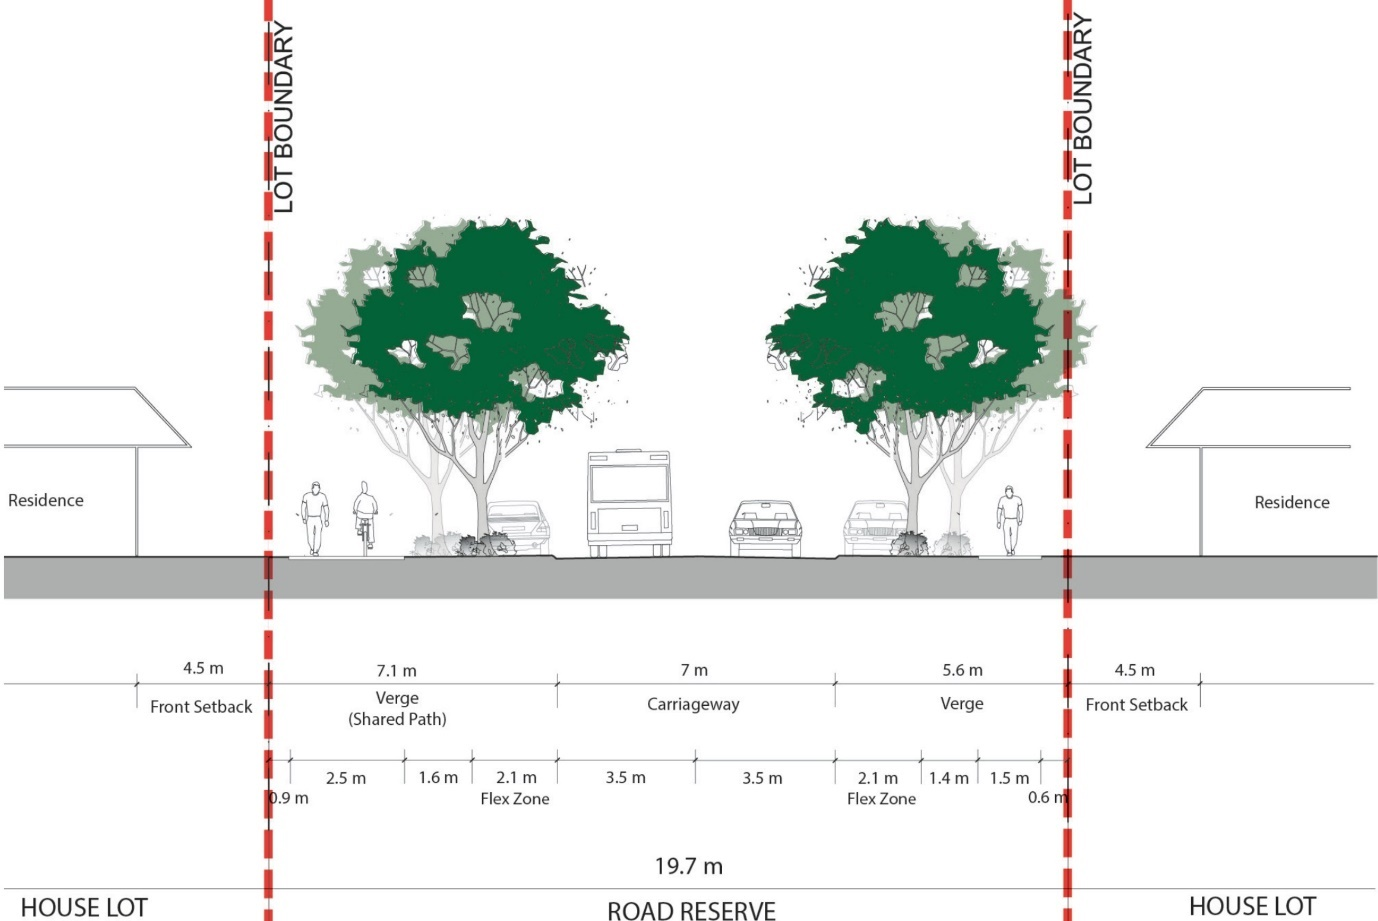 LOT BOUNDARY
LOT BOUNDARY
Residence
Residence
4.5 m
7.1 m
7 m
5.6 m
4.5 m
Front Setback
Verge
(Shared Path)
Carriageway
Verge
Front Setback
2.5 m
1.6 m
2.1 m
3.5 m
3.5 m
2.1 m
1.4 m
1.5 m
0.9 m
Flex Zone
Flex Zone
0.6 m
19.7 m
HOUSE LOT
ROAD RESERVE
HOUSE LOT